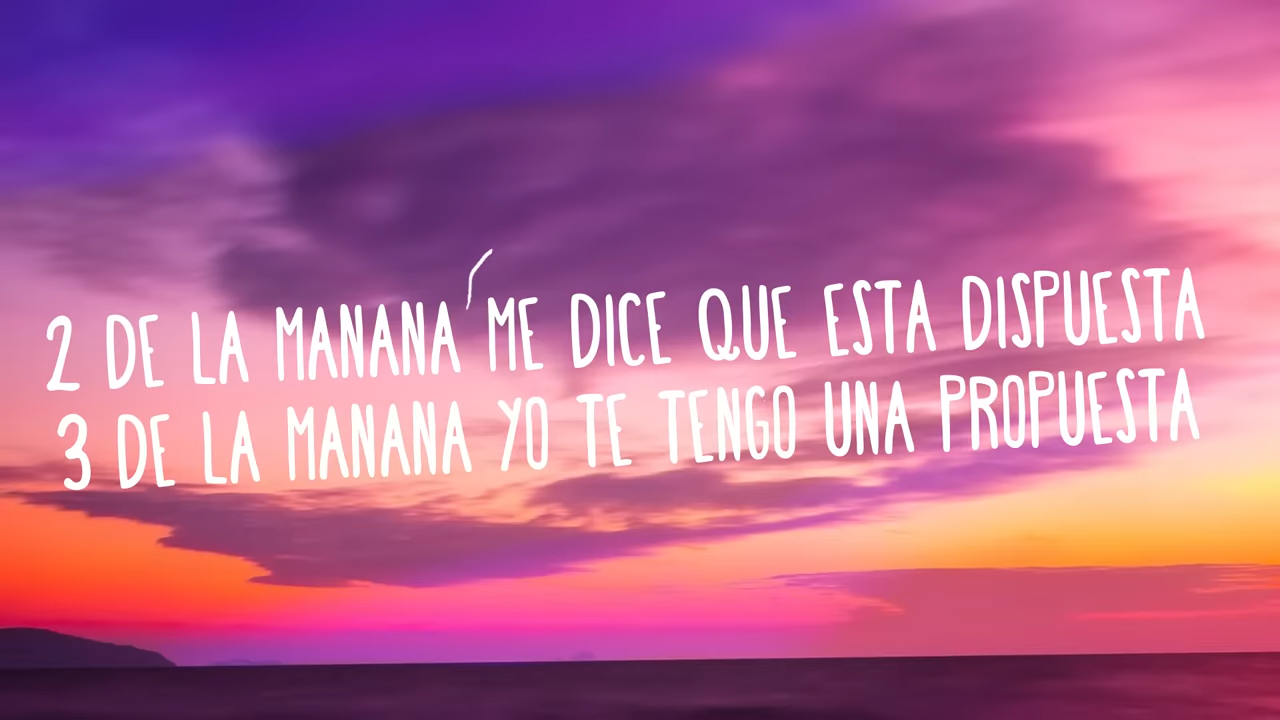 2 DE LA MANANA ME DICE QUE ESTA DISPUESTA
3 DE LA MANANA YO TE TENGO UNA PROPUESTA